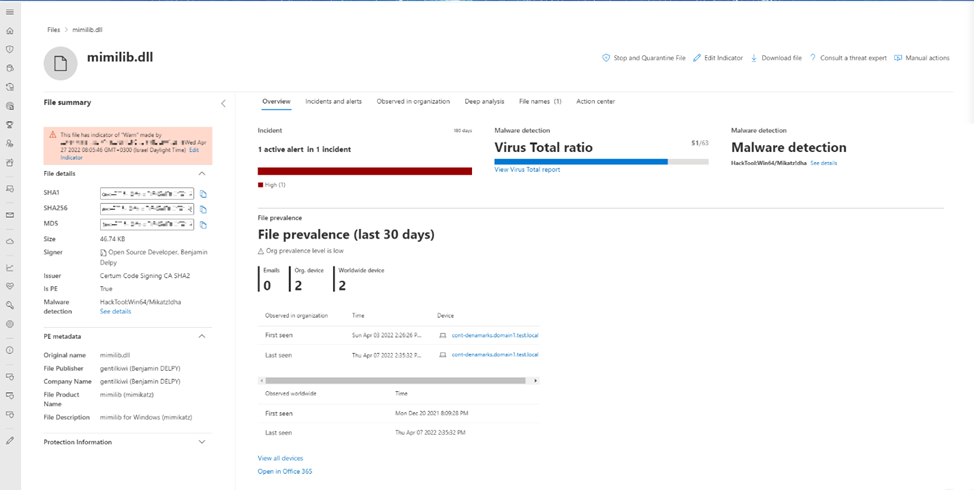 Files > mimilib.dll
mimilib.dll
Stop and Quarantine File Edit Indicator Download file ? Consult a threat expert Manual actions
File summary
This file has indicator of "Warn" made by
Wed Apr
27 2022 08:05:46 GMT+0300 (Israel Daylight Time) Edit
Indicator
File details
SHA1
SHA256
MD5
Size 46.74 KB
Signer Open Source Developer, Benjamin
Delpy
Issuer Certum Code Signing CA SHA2
Is PE True
Malware HackTool:Win64/Mikatz!dha
detection See details
PE metadata
Original name mimilib.dll
File Publisher gentilkiwi (Benjamin DELPY)
Company Name gentilkiwi (Benjamin DELPY)
File Product mimilib (mimikatz)
Name
File Description mimilib for Windows (mimikatz)
Protection Information
Overview Incidents and alerts Observed in organization Deep analysis File names (1) Action center
Incident 180 days
1 active alert in 1 incident
High (1)
Malware detection
Virus Total ratio 51/63
View Virus Total report
Malware detection
Malware detection
HackTool:Win64/Mikatz!dha See details
File prevalence
File prevalence (last 30 days)
Org prevalence level is low
Emails Org. device Worldwide device
0 2 2
Observed in organization Time Device
First seen Sun Apr 03 2022 2:26:26 P... cont-denamarks.domain1.test.local
Last seen Thu Apr 07 2022 2:35:32 P... cont-denamarks.domain1.test.local
Observed worldwide Time
First seen Mon Dec 20 2021 8:09:28 PM
Last seen Thu Apr 07 2022 2:35:32 PM
View all devices
Open in Office 365